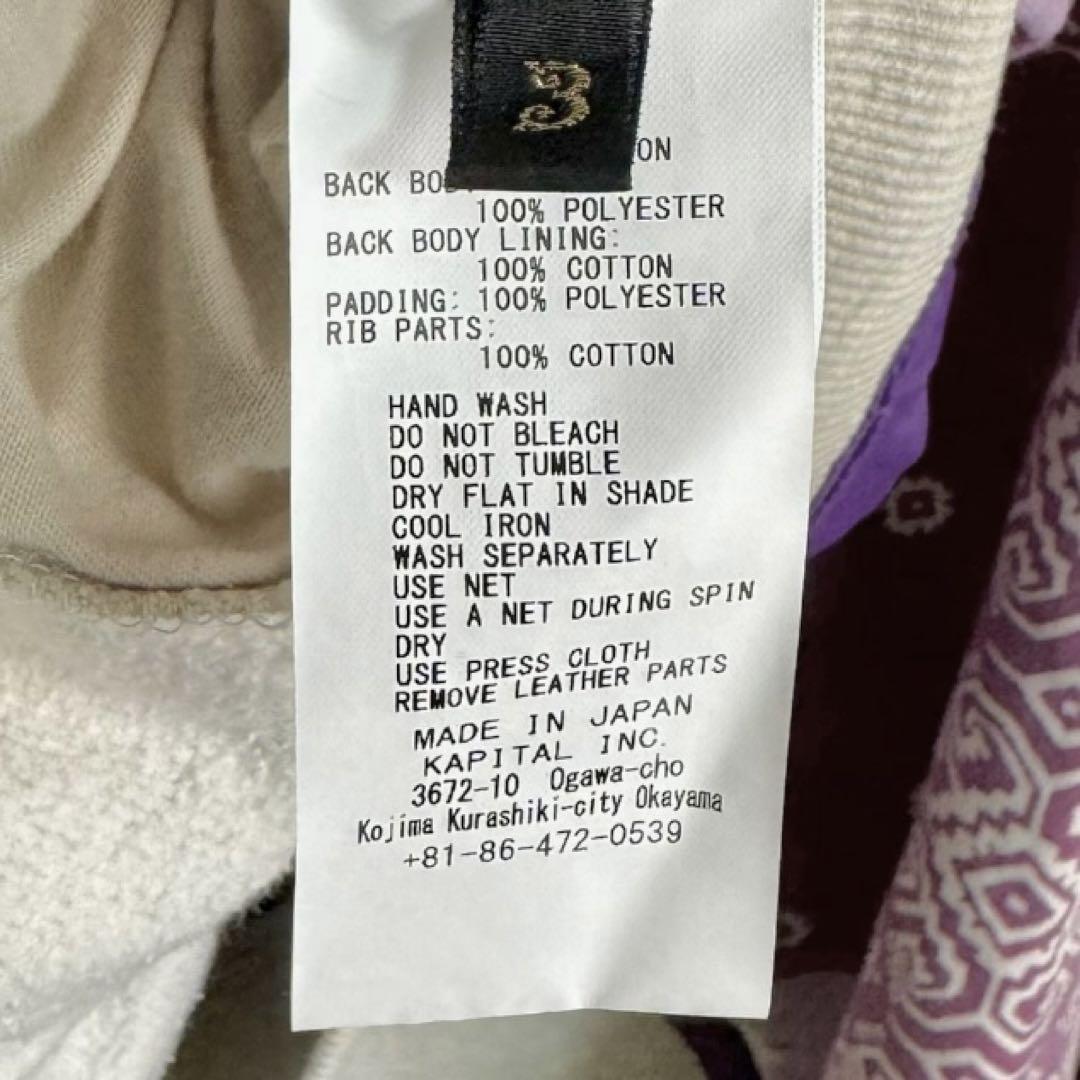 3
BACK
100% POLYESTER
BACK BODY LINING:
100% COTTON
PADDING: 100% POLYESTER
RIB PARTS:
100% COTTON
HAND WASH
DO NOT BLEACH
DO NOT TUMBLE
DRY FLAT IN SHADE
COOL IRON
WASH SEPARATELY
USE NET
USE A NET DURING SPIN
DRY
USE PRESS CLOTH
REMOVE LEATHER PARTS
MADE IN JAPAN
KAPITAL INC.
3672-10 Ogawa-cho
Kojima Kurashiki-city Okayama
+81-86-472-0539